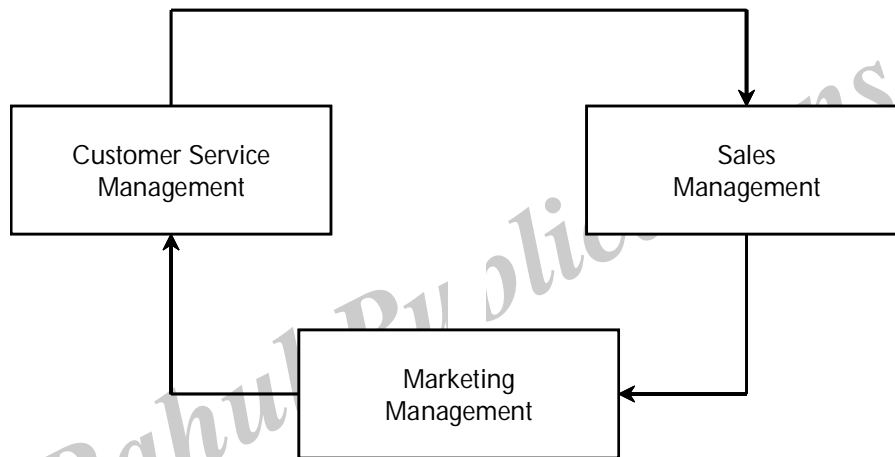 Customer Service
Management
Sales
Management
Marketing
Management